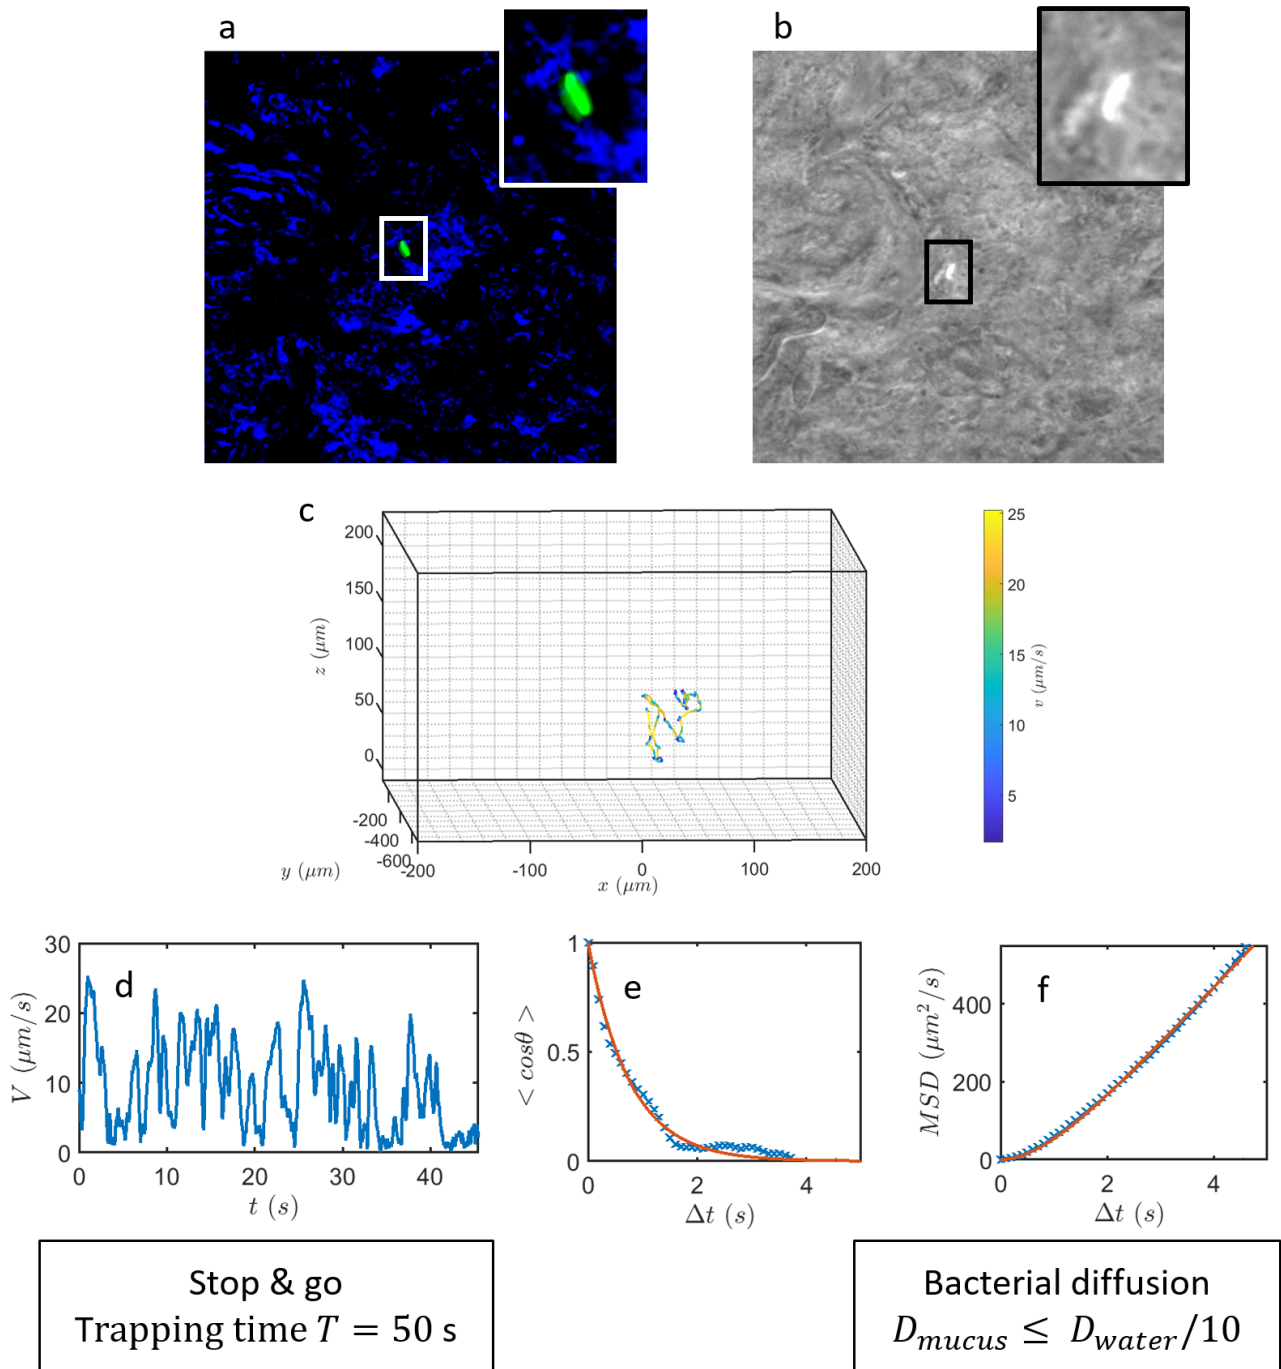 a
b
c
200
150
100
50
0
z (μm)
-200
-400
-600
y (μm)
-200
-100
0
100
200
x (μm)
25
20
15
10
5
v (μm/s)
d
30
20
10
0
V (μm/s)
0
10
20
30
40
t (s)
e
1
0.5
0
< cosθ >
0
2
4
Δt (s)
f
400
200
0
MSD (μm²/s)
0
2
4
Δt (s)
Stop & go
Trapping time T = 50 s
Bacterial diffusion
D_mucus ≤ D_water/10